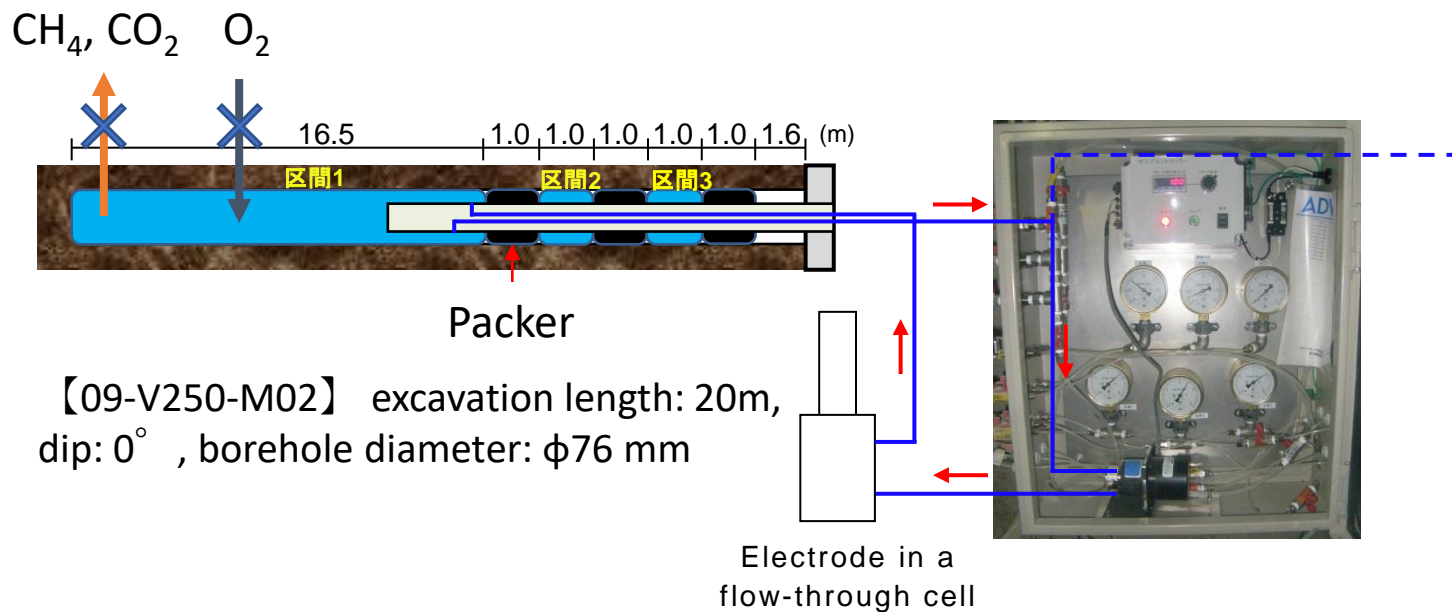 CH₄, CO₂ O₂
16.5 1.0 1.0 1.0 1.0 1.0 1.6 (m)
区間1 区間2 区間3
Packer
【09-V250-M02】 excavation length: 20m,
dip: 0° , borehole diameter: φ76 mm
Electrode in a
flow-through cell
ADV